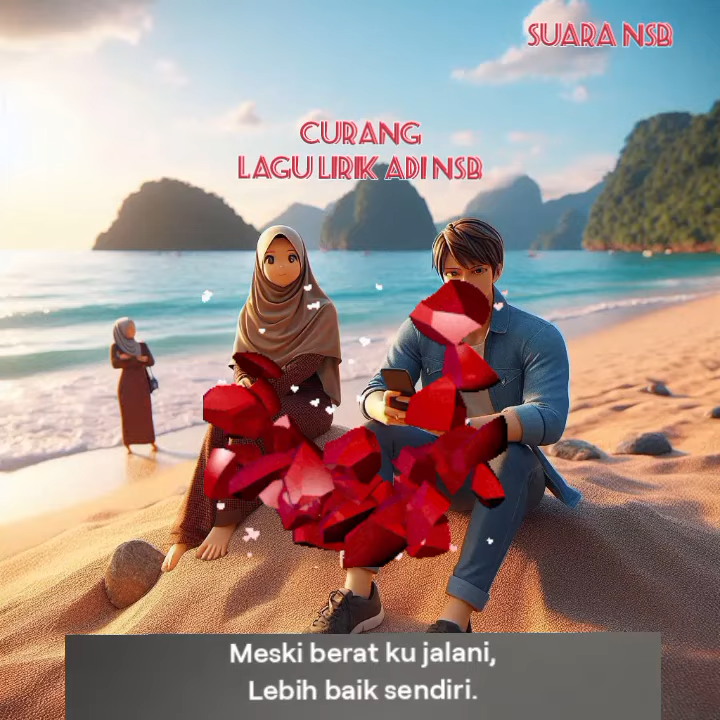 SUARA NSB
CURANG
LAGU LIRIK ADI NSB
Meski berat ku jalani,
Lebih baik sendiri.